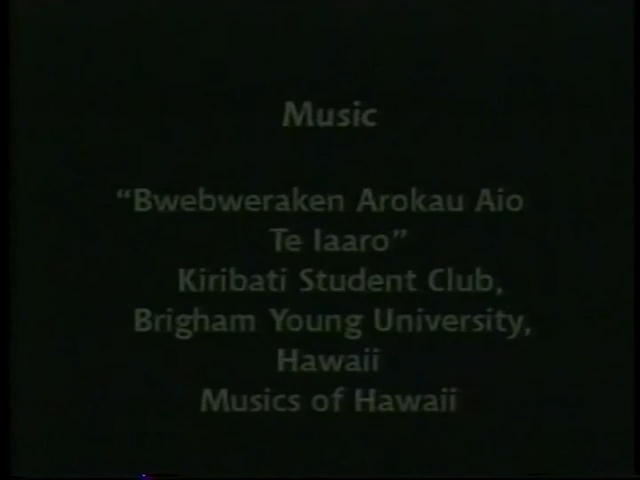 Music
“Bwebweraken Arokau Aio
Te Iaaro”
Kiribati Student Club,
Brigham Young University,
Hawaii
Musics of Hawaii